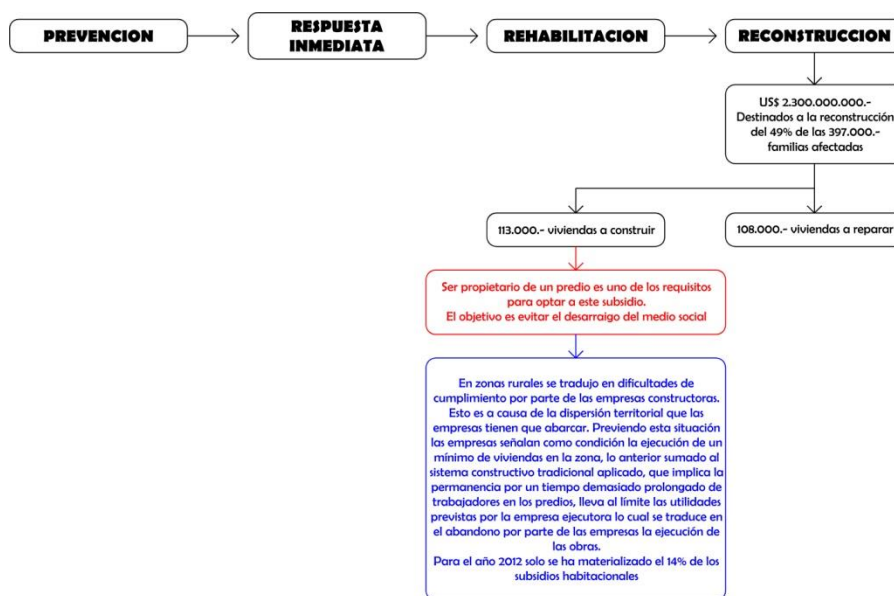 PREVENCION
RESPUESTA
INMEDIATA
REHABILITACION
RECONSTRUCCION
US$ 2.300.000.000.-
Destinados a la reconstrucción
del 49% de las 397.000.-
familias afectadas
113.000.- viviendas a construir
108.000.- viviendas a reparar
Ser propietario de un predio es uno de los requisitos
para optar a este subsidio.
El objetivo es evitar el desarraigo del medio social
En zonas rurales se tradujo en dificultades de
cumplimiento por parte de las empresas constructoras.
Esto es a causa de la dispersión territorial que las
empresas tienen que abarcar. Previendo esta situación
las empresas señalan como condición la ejecución de un
mínimo de viviendas en la zona, lo anterior sumado al
sistema constructivo tradicional aplicado, que implica la
permanencia por un tiempo demasiado prolongado de
trabajadores en los predios, lleva al límite las utilidades
previstas por la empresa ejecutora lo cual se traduce en
el abandono por parte de las empresas la ejecución de
las obras.
Para el año 2012 solo se ha materializado el 14% de los
subsidios habitacionales